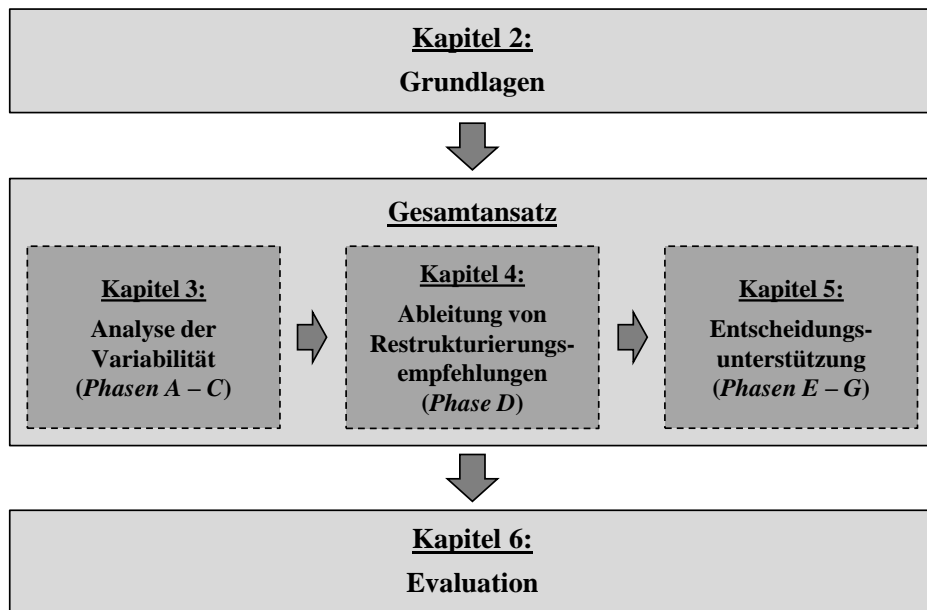 Kapitel 2:
Grundlagen
Gesamtansatz
Kapitel 3:
Analyse der
Variabilität
(Phasen A – C)
Kapitel 4:
Ableitung von
Restrukturierungs-
empfehlungen
(Phase D)
Kapitel 5:
Entscheidungs-
unterstützung
(Phasen E – G)
Kapitel 6:
Evaluation